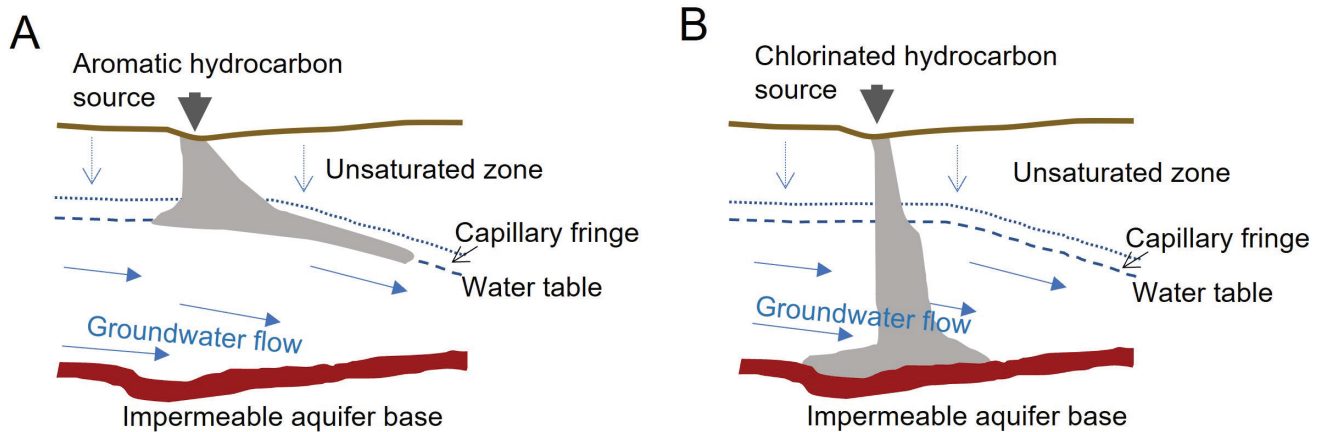 A
Aromatic hydrocarbon
source
Unsaturated zone
Capillary fringe
Water table
Groundwater flow
Impermeable aquifer base
B
Chlorinated hydrocarbon
source
Unsaturated zone
Capillary fringe
Water table
Groundwater flow
Impermeable aquifer base